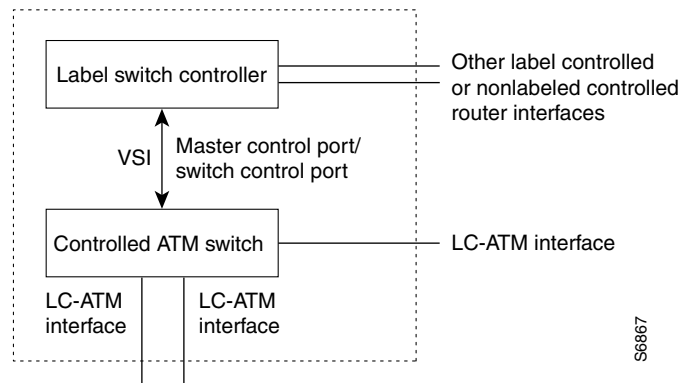 Label switch controller
Other label controlled
or nonlabeled controlled
router interfaces
VSI
Master control port/
switch control port
Controlled ATM switch
LC-ATM interface
LC-ATM
interface
LC-ATM
interface
S6867